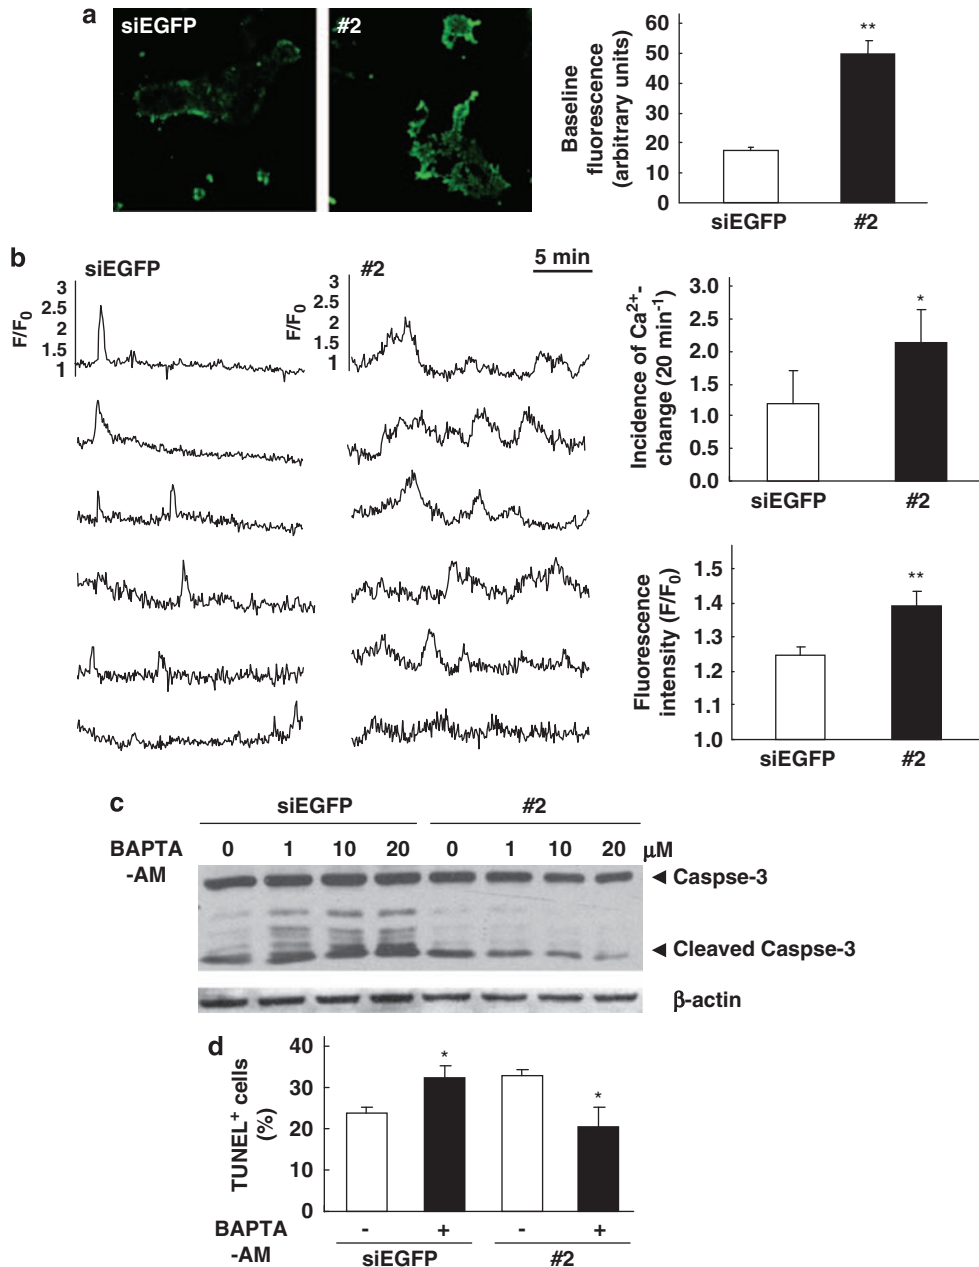 a
siEGFP
#2
Baseline
fluorescence
(arbitrary units)
60
50
40
30
20
10
0
**
siEGFP
#2
b
siEGFP
#2
5 min
F/F0
3
2.5
2
1.5
1
F/F0
3
2.5
2
1.5
1
Incidence of Ca2+-
change (20 min-1)
3.0
2.5
2.0
1.5
1.0
0.5
0.0
*
siEGFP
#2
Fluorescence
intensity (F/F0)
1.5
1.4
1.3
1.2
1.1
1.0
**
siEGFP
#2
c
siEGFP
#2
BAPTA
-AM
0 1 10 20 0 1 10 20 μM
◄ Caspse-3
◄ Cleaved Caspse-3
β-actin
d
TUNEL+ cells
(%)
40
30
20
10
0
*
*
BAPTA
-AM
- + - +
siEGFP
#2